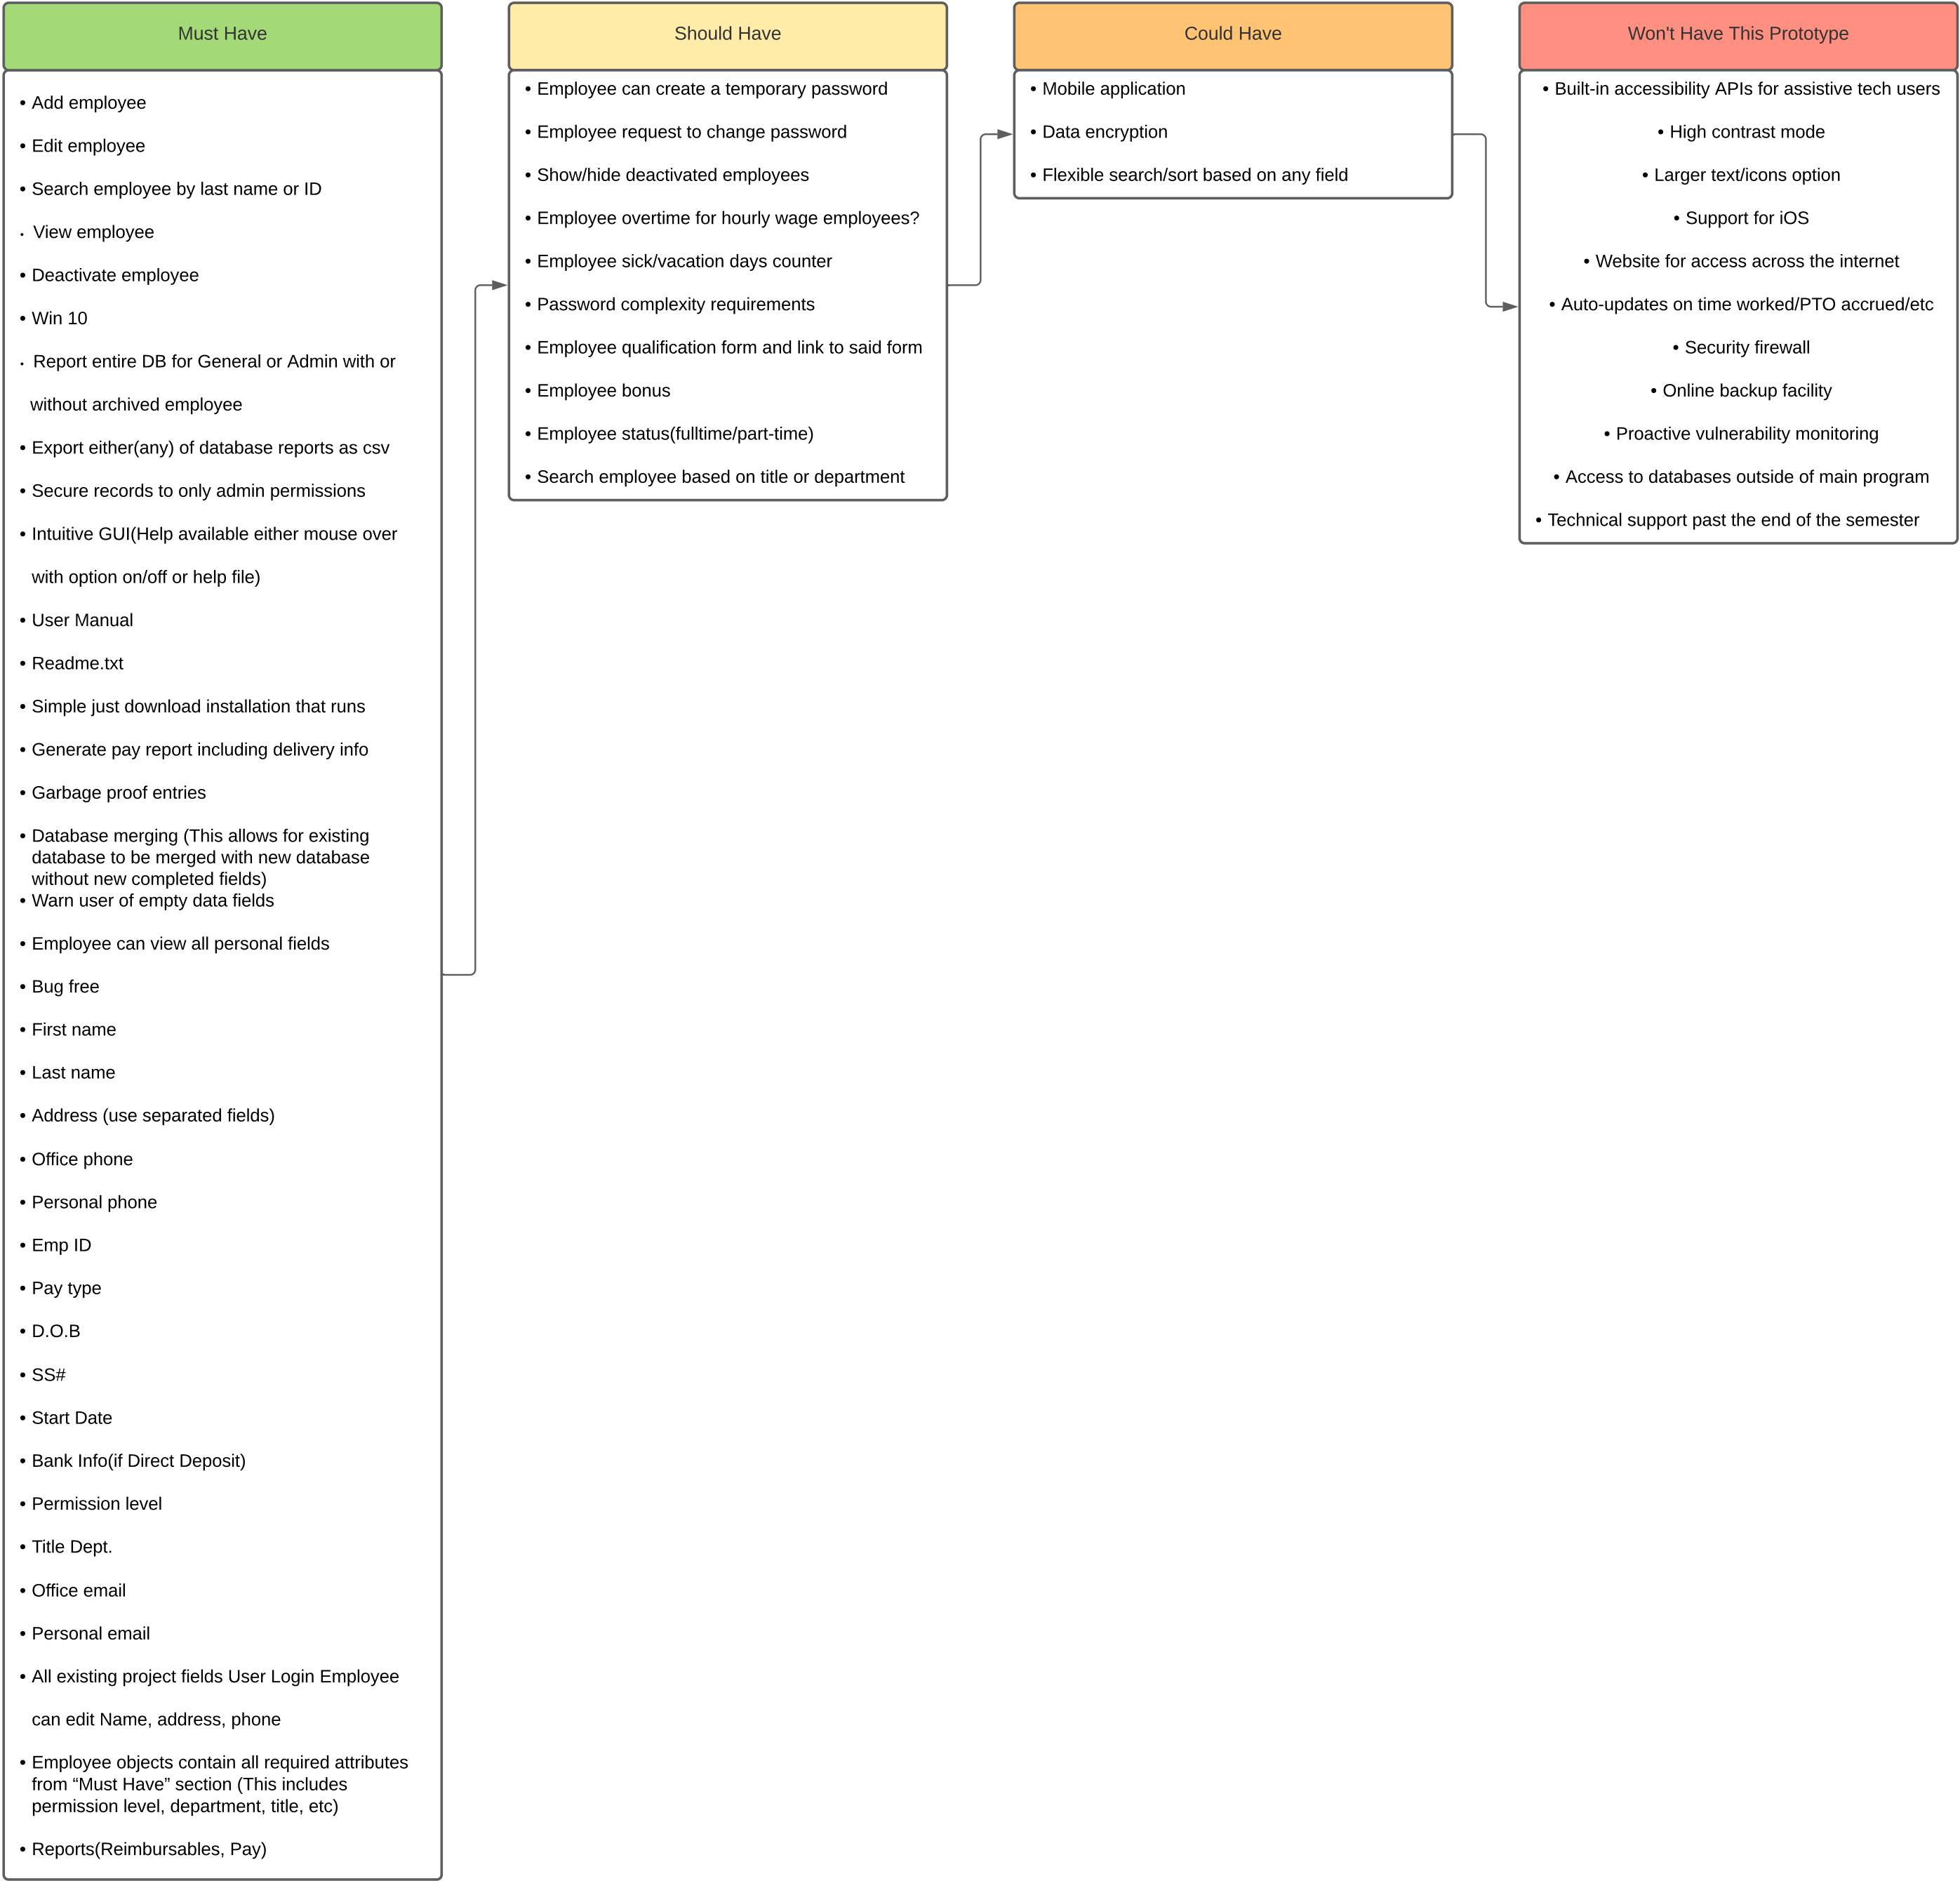 Must Have
• Add employee
• Edit employee
• Search employee by last name or ID
• View employee
• Deactivate employee
• Win 10
• Report entire DB for General or Admin with or
without archived employee
• Export either(any) of database reports as csv
• Secure records to only admin permissions
• Intuitive GUI(Help available either mouse over
with option on/off or help file)
• User Manual
• Readme.txt
• Simple just download installation that runs
• Generate pay report including delivery info
• Garbage proof entries
• Database merging (This allows for existing
database to be merged with new database
without new completed fields)
• Warn user of empty data fields
• Employee can view all personal fields
• Bug free
• First name
• Last name
• Address (use separated fields)
• Office phone
• Personal phone
• Emp ID
• Pay type
• D.O.B
• SS#
• Start Date
• Bank Info(if Direct Deposit)
• Permission level
• Title Dept.
• Office email
• Personal email
• All existing project fields User Login Employee
can edit Name, address, phone
• Employee objects contain all required attributes
from “Must Have” section (This includes
permission level, department, title, etc)
• Reports(Reimbursables, Pay)
Should Have
• Employee can create a temporary password
• Employee request to change password
• Show/hide deactivated employees
• Employee overtime for hourly wage employees?
• Employee sick/vacation days counter
• Password complexity requirements
• Employee qualification form and link to said form
• Employee bonus
• Employee status(fulltime/part-time)
• Search employee based on title or department
Could Have
• Mobile application
• Data encryption
• Flexible search/sort based on any field
Won't Have This Prototype
• Built-in accessibility APIs for assistive tech users
• High contrast mode
• Larger text/icons option
• Support for iOS
• Website for access across the internet
• Auto-updates on time worked/PTO accrued/etc
• Security firewall
• Online backup facility
• Proactive vulnerability monitoring
• Access to databases outside of main program
• Technical support past the end of the semester